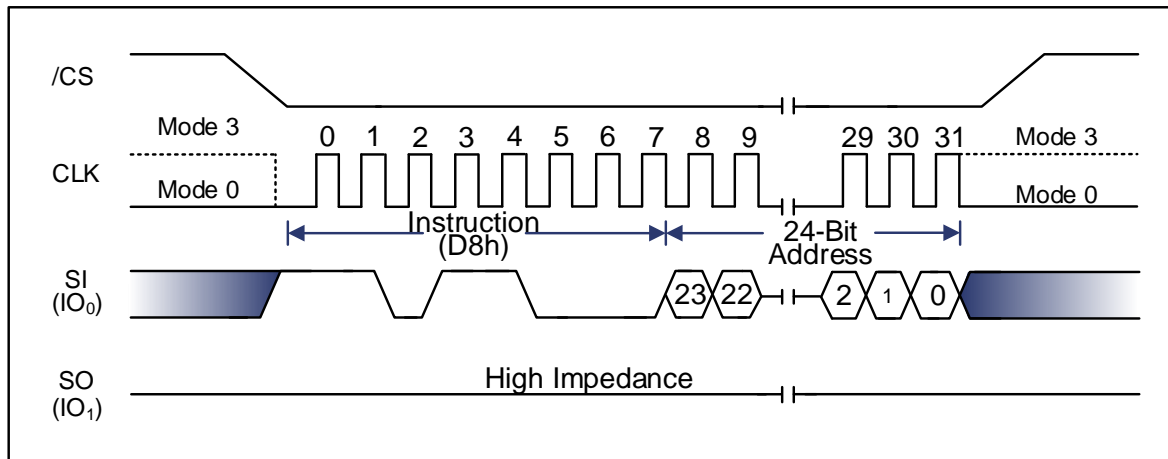 /CS
Mode 3
0 1 2 3 4 5 6 7 8 9 29 30 31
Mode 3
CLK
Mode 0
Mode 0
Instruction
(D8h)
24-Bit
Address
SI
(IO0)
23 22 2 1 0
SO
(IO1)
High Impedance